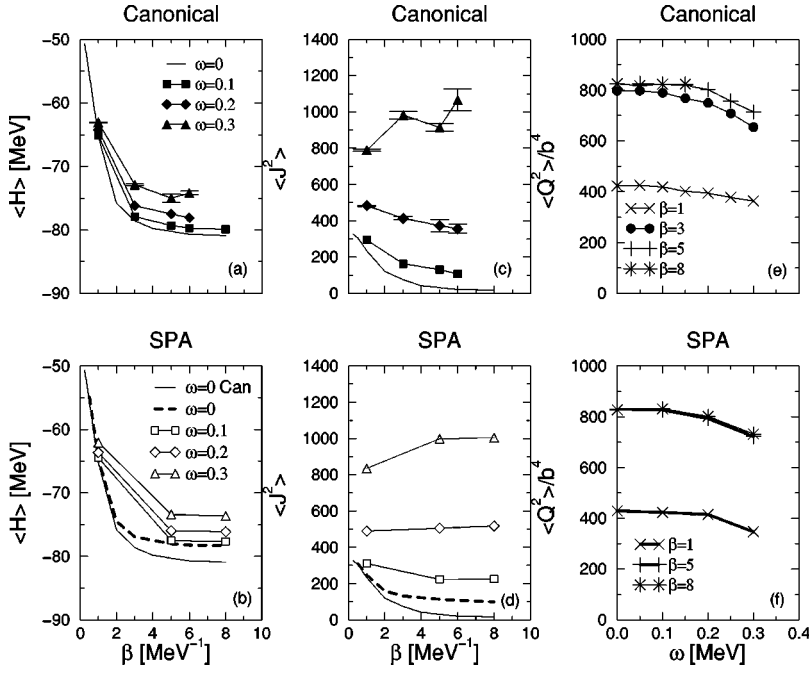 Canonical
Canonical
Canonical
<H> [MeV]
−50
−60
−70
−80
−90
ω=0
ω=0.1
ω=0.2
ω=0.3
(a)
<J²>
1400
1200
1000
800
600
400
200
0
(c)
<Q²>/b⁴
1000
800
600
400
200
0
β=1
β=3
β=5
β=8
(e)
SPA
SPA
SPA
<H> [MeV]
−50
−60
−70
−80
−90
ω=0 Can
ω=0
ω=0.1
ω=0.2
ω=0.3
(b)
0 2 4 6 8 10
β [MeV⁻¹]
<J²>
1400
1200
1000
800
600
400
200
0
(d)
0 2 4 6 8 10
β [MeV⁻¹]
<Q²>/b⁴
1000
800
600
400
200
0
β=1
β=5
β=8
(f)
0.0 0.1 0.2 0.3 0.4
ω [MeV]